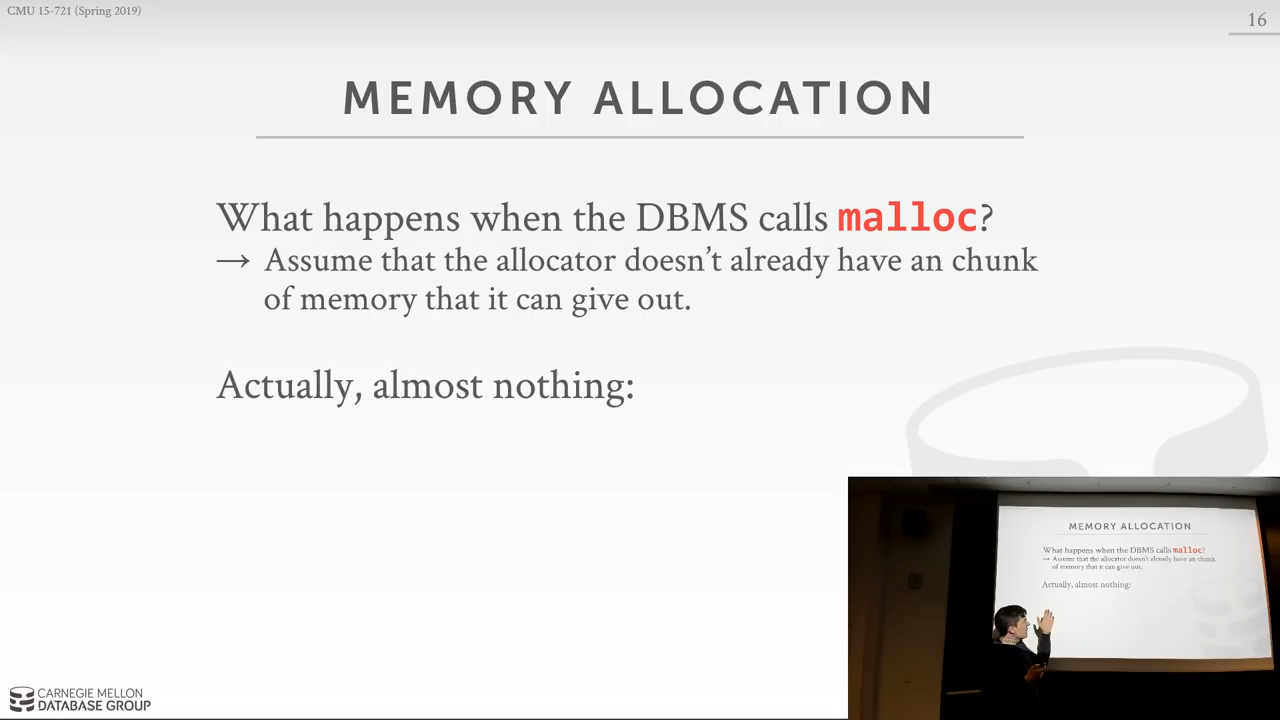 CMU 15-721 (Spring 2019)
16
MEMORY ALLOCATION
What happens when the DBMS calls malloc?
→ Assume that the allocator doesn't already have an chunk
of memory that it can give out.
Actually, almost nothing:
MEMORY ALLOCATION
What happens when the DBMS calls malloc?
→ Assume that the allocator doesn't already have an chunk
of memory that it can give out.
Actually, almost nothing:
CARNEGIE MELLON
DATABASE GROUP